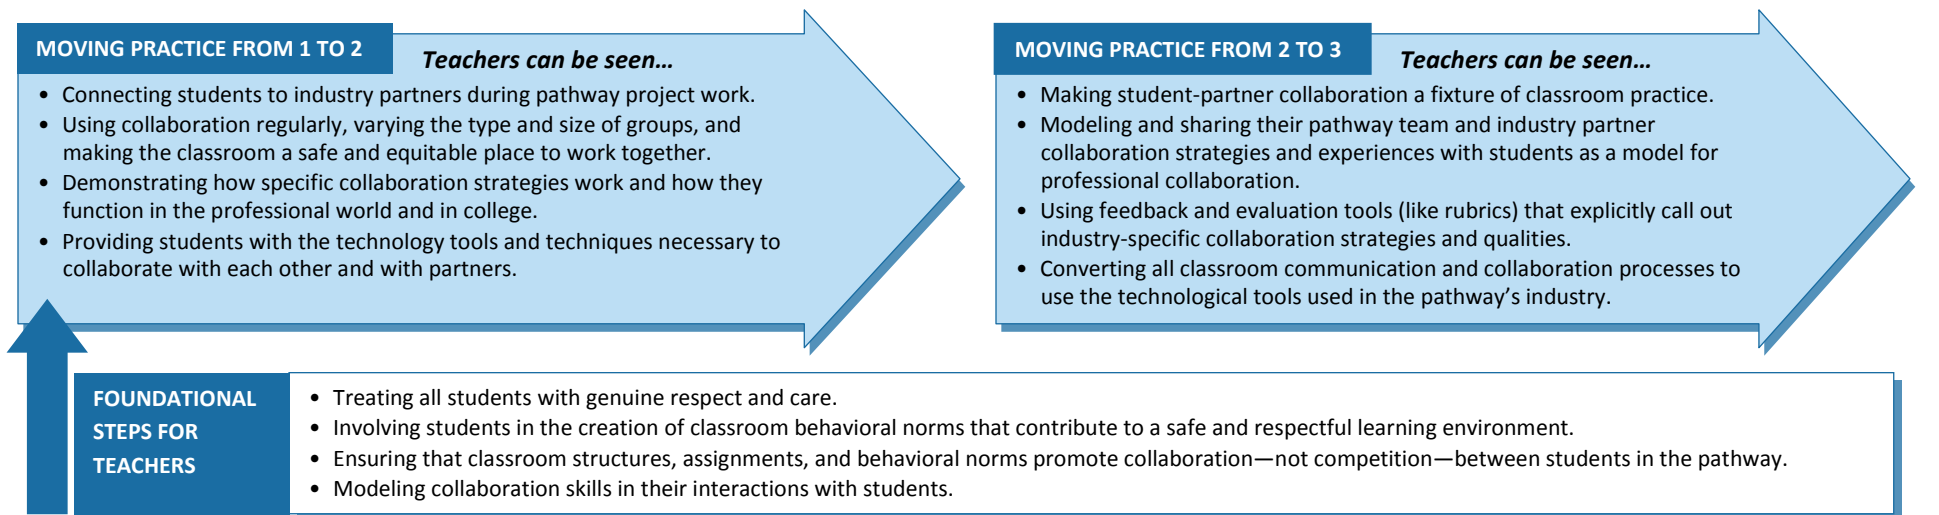 MOVING PRACTICE FROM 1 TO 2
Teachers can be seen…
• Connecting students to industry partners during pathway project work.
• Using collaboration regularly, varying the type and size of groups, and
making the classroom a safe and equitable place to work together.
• Demonstrating how specific collaboration strategies work and how they
function in the professional world and in college.
• Providing students with the technology tools and techniques necessary to
collaborate with each other and with partners.
MOVING PRACTICE FROM 2 TO 3
Teachers can be seen…
• Making student-partner collaboration a fixture of classroom practice.
• Modeling and sharing their pathway team and industry partner
collaboration strategies and experiences with students as a model for
professional collaboration.
• Using feedback and evaluation tools (like rubrics) that explicitly call out
industry-specific collaboration strategies and qualities.
• Converting all classroom communication and collaboration processes to
use the technological tools used in the pathway’s industry.
FOUNDATIONAL
STEPS FOR
TEACHERS
• Treating all students with genuine respect and care.
• Involving students in the creation of classroom behavioral norms that contribute to a safe and respectful learning environment.
• Ensuring that classroom structures, assignments, and behavioral norms promote collaboration—not competition—between students in the pathway.
• Modeling collaboration skills in their interactions with students.